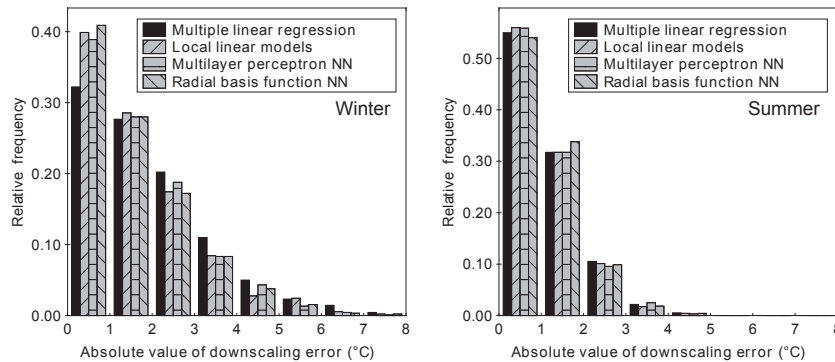 0.40
0.30
0.20
0.10
0.00
Relative frequency
Multiple linear regression
Local linear models
Multilayer perceptron NN
Radial basis function NN
Winter
0 1 2 3 4 5 6 7 8
Absolute value of downscaling error (°C)
0.50
0.40
0.30
0.20
0.10
0.00
Relative frequency
Multiple linear regression
Local linear models
Multilayer perceptron NN
Radial basis function NN
Summer
0 1 2 3 4 5 6 7 8
Absolute value of downscaling error (°C)